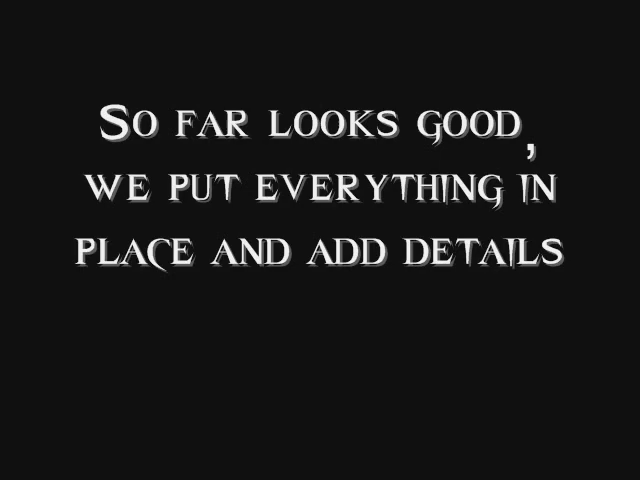 So far looks good,
we put everything in
place and add details